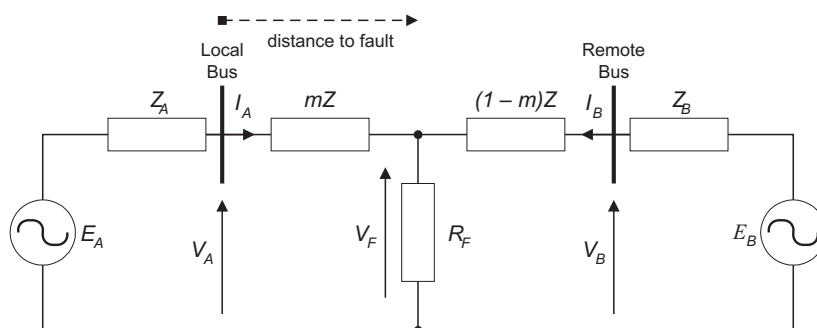 distance to fault
Local
Bus
Remote
Bus
Z_A
I_A
mZ
(1 – m)Z
I_B
Z_B
E_A
V_A
V_F
R_F
V_B
E_B